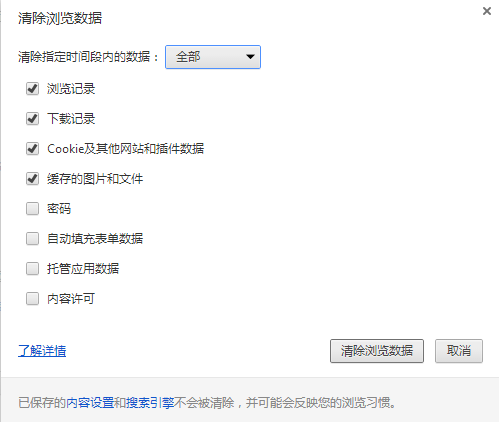 清除浏览数据
清除指定时间段内的数据： 全部
浏览记录
下载记录
Cookie及其他网站和插件数据
缓存的图片和文件
密码
自动填充表单数据
托管应用数据
内容许可
了解详情 清除浏览数据 取消
已保存的内容设置和搜索引擎不会被清除，并可能会反映您的浏览习惯。